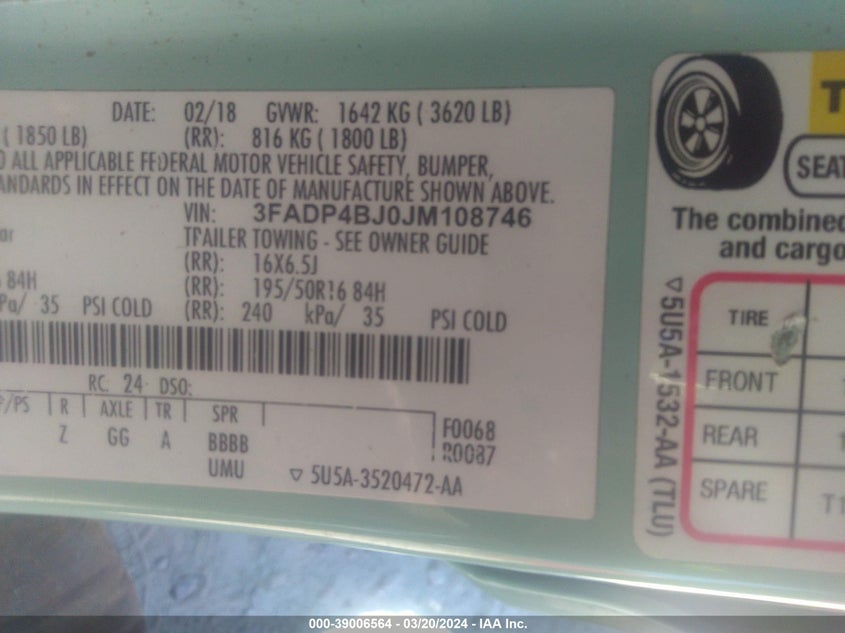 DATE: 02/18 GVWR: 1642 KG ( 3620 LB)
( 1850 LB) (RR): 816 KG ( 1800 LB)
O ALL APPLICABLE FEDERAL MOTOR VEHICLE SAFETY, BUMPER,
ANDARDS IN EFFECT ON THE DATE OF MANUFACTURE SHOWN ABOVE.
VIN: 3FADP4BJ0JM108746
ar TRAILER TOWING - SEE OWNER GUIDE
(RR): 16X6.5J
84H (RR): 195/50R16 84H
kPa/ 35 PSI COLD (RR): 240 kPa/ 35 PSI COLD
RC: 24 DSO:
P/PS R AXLE TR SPR
Z GG A BBBB
UMU
F0068
R0087
▽ 5U5A-3520472-AA
T
SEAT
The combined
and cargo
▽5U5A-1532-AA (TLU)
TIRE
FRONT
REAR
SPARE T1
000-39006564 — 03/20/2024 — IAA Inc.